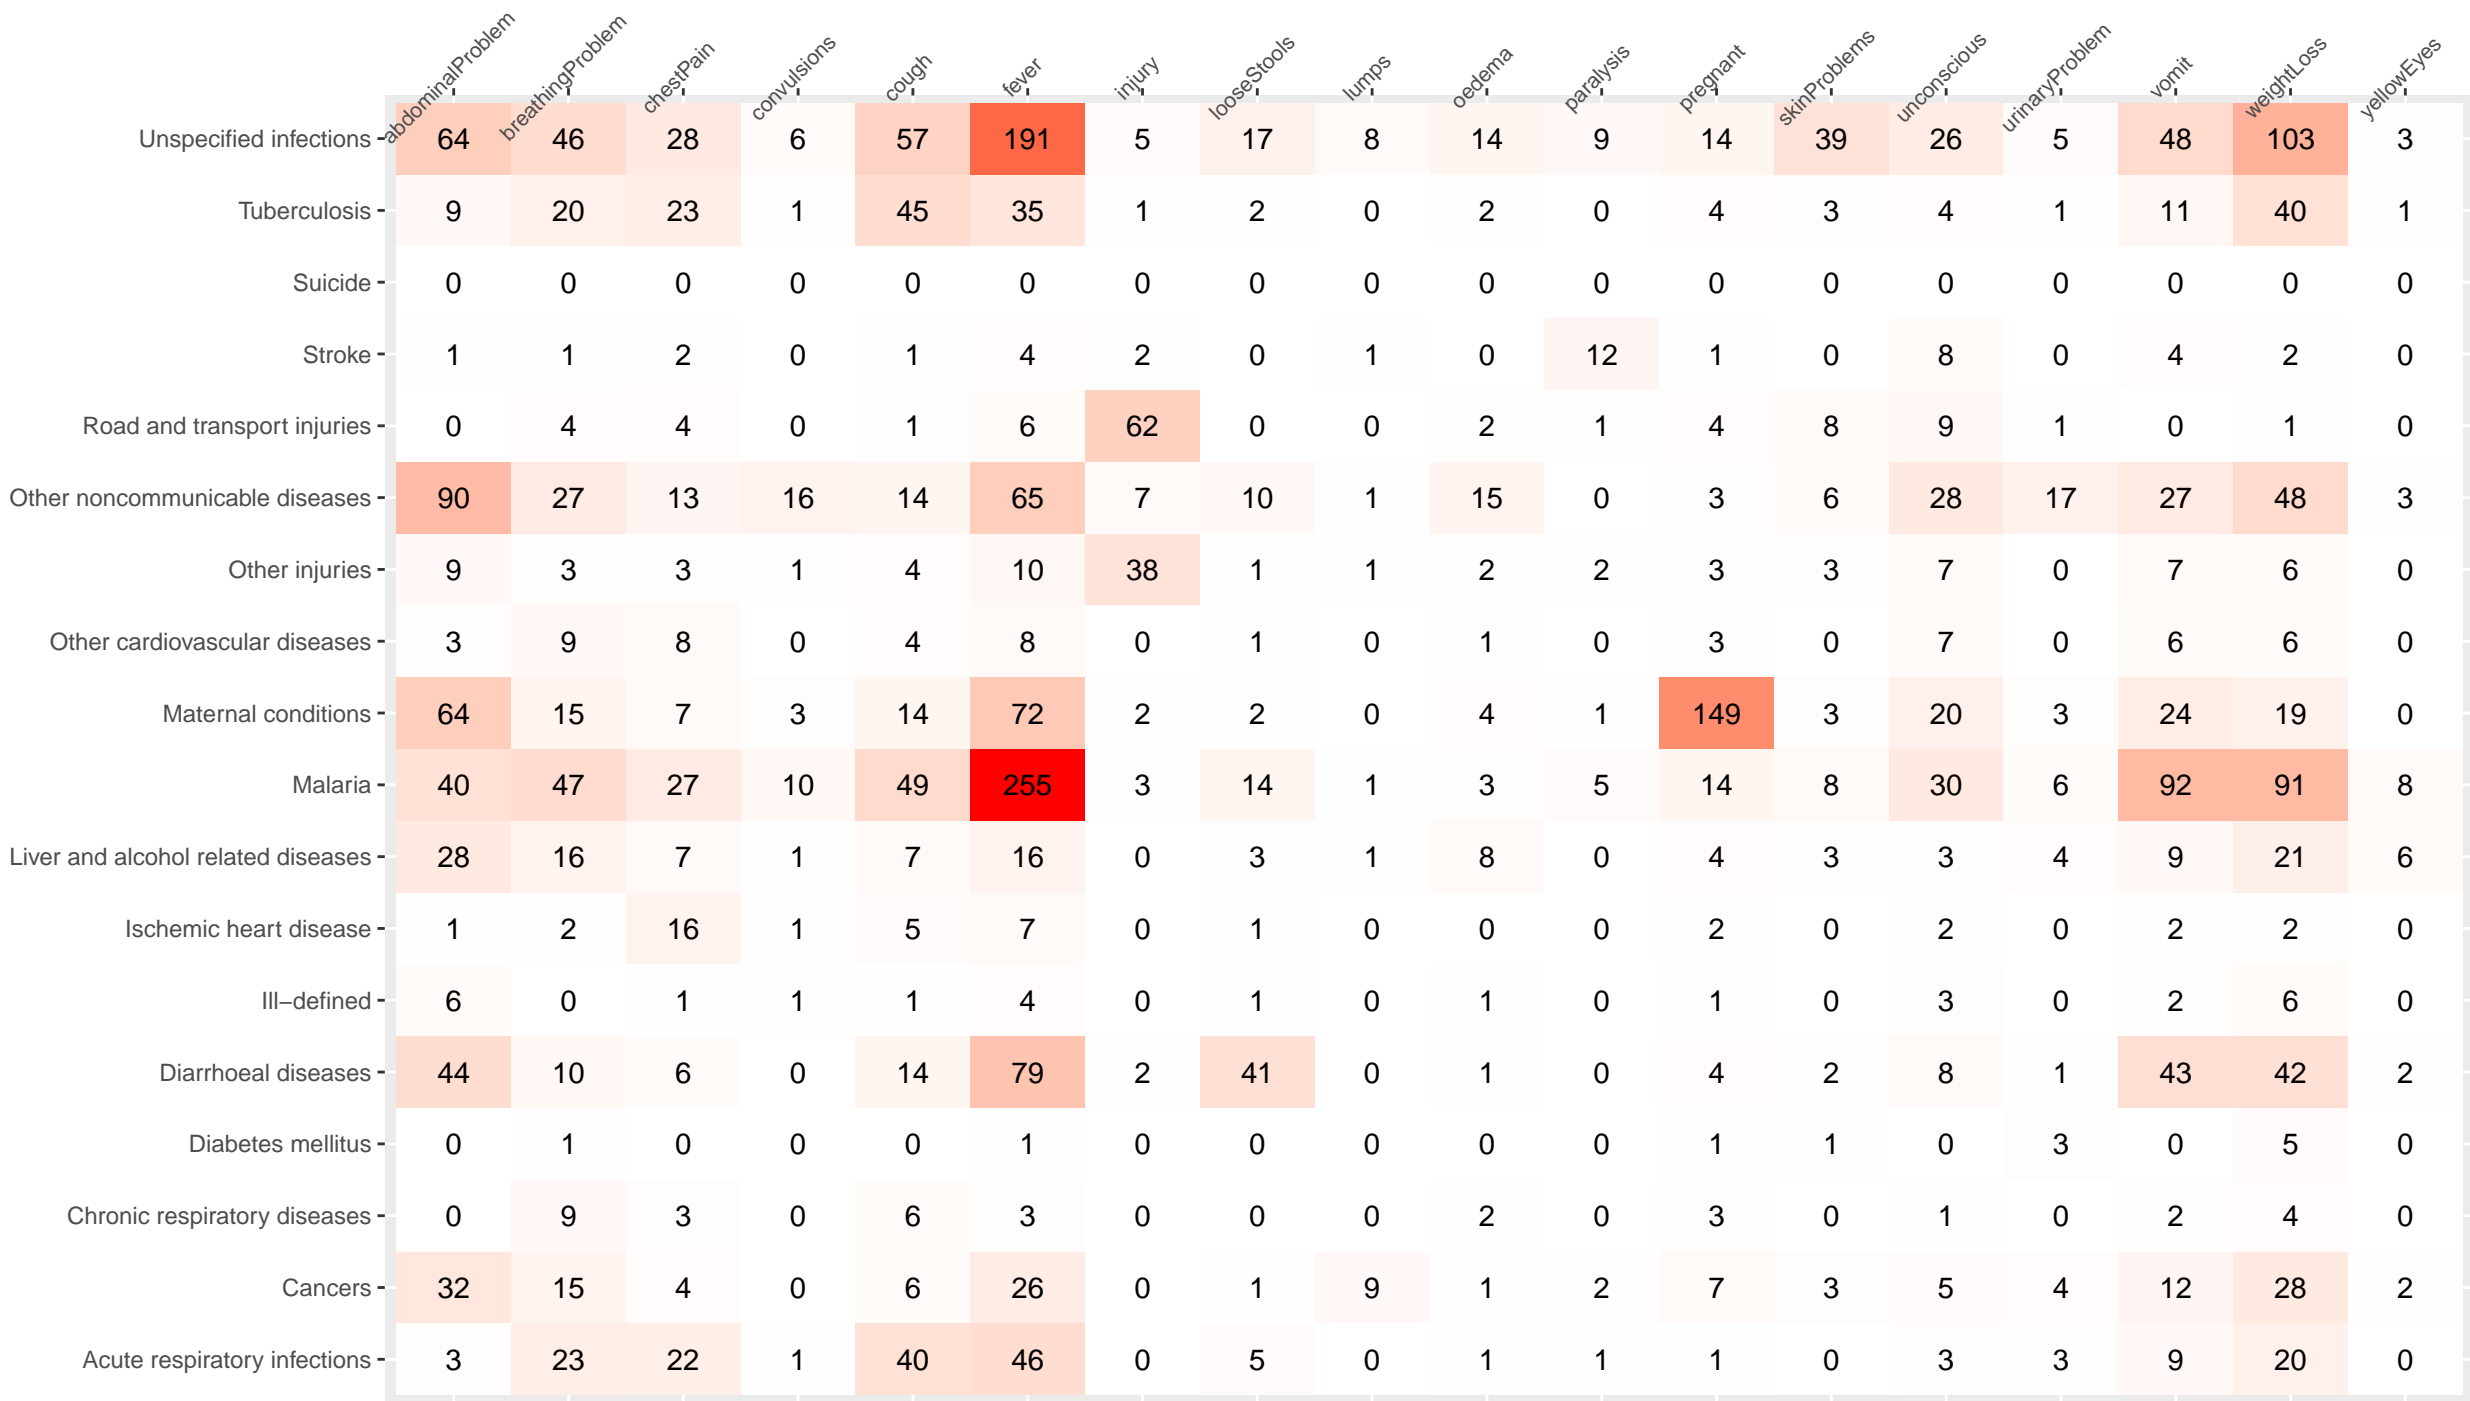 abdominalProblem breathingProblem chestPain convulsions cough fever injury looseStools lumps oedema paralysis pregnant skinProblems unconscious urinaryProblem vomit weightLoss yellowEyes
Unspecified infections 64 46 28 6 57 191 5 17 8 14 9 14 39 26 5 48 103 3
Tuberculosis 9 20 23 1 45 35 1 2 0 2 0 4 3 4 1 11 40 1
Suicide 0 0 0 0 0 0 0 0 0 0 0 0 0 0 0 0 0 0
Stroke 1 1 2 0 1 4 2 0 1 0 12 1 0 8 0 4 2 0
Road and transport injuries 0 4 4 0 1 6 62 0 0 2 1 4 8 9 1 0 1 0
Other noncommunicable diseases 90 27 13 16 14 65 7 10 1 15 0 3 6 28 17 27 48 3
Other injuries 9 3 3 1 4 10 38 1 1 2 2 3 3 7 0 7 6 0
Other cardiovascular diseases 3 9 8 0 4 8 0 1 0 1 0 3 0 7 0 6 6 0
Maternal conditions 64 15 7 3 14 72 2 2 0 4 1 149 3 20 3 24 19 0
Malaria 40 47 27 10 49 255 3 14 1 3 5 14 8 30 6 92 91 8
Liver and alcohol related diseases 28 16 7 1 7 16 0 3 1 8 0 4 3 3 4 9 21 6
Ischemic heart disease 1 2 16 1 5 7 0 1 0 0 0 2 0 2 0 2 2 0
Ill−defined 6 0 1 1 1 4 0 1 0 1 0 1 0 3 0 2 6 0
Diarrhoeal diseases 44 10 6 0 14 79 2 41 0 1 0 4 2 8 1 43 42 2
Diabetes mellitus 0 1 0 0 0 1 0 0 0 0 0 1 1 0 3 0 5 0
Chronic respiratory diseases 0 9 3 0 6 3 0 0 0 2 0 3 0 1 0 2 4 0
Cancers 32 15 4 0 6 26 0 1 9 1 2 7 3 5 4 12 28 2
Acute respiratory infections 3 23 22 1 40 46 0 5 0 1 1 1 0 3 3 9 20 0